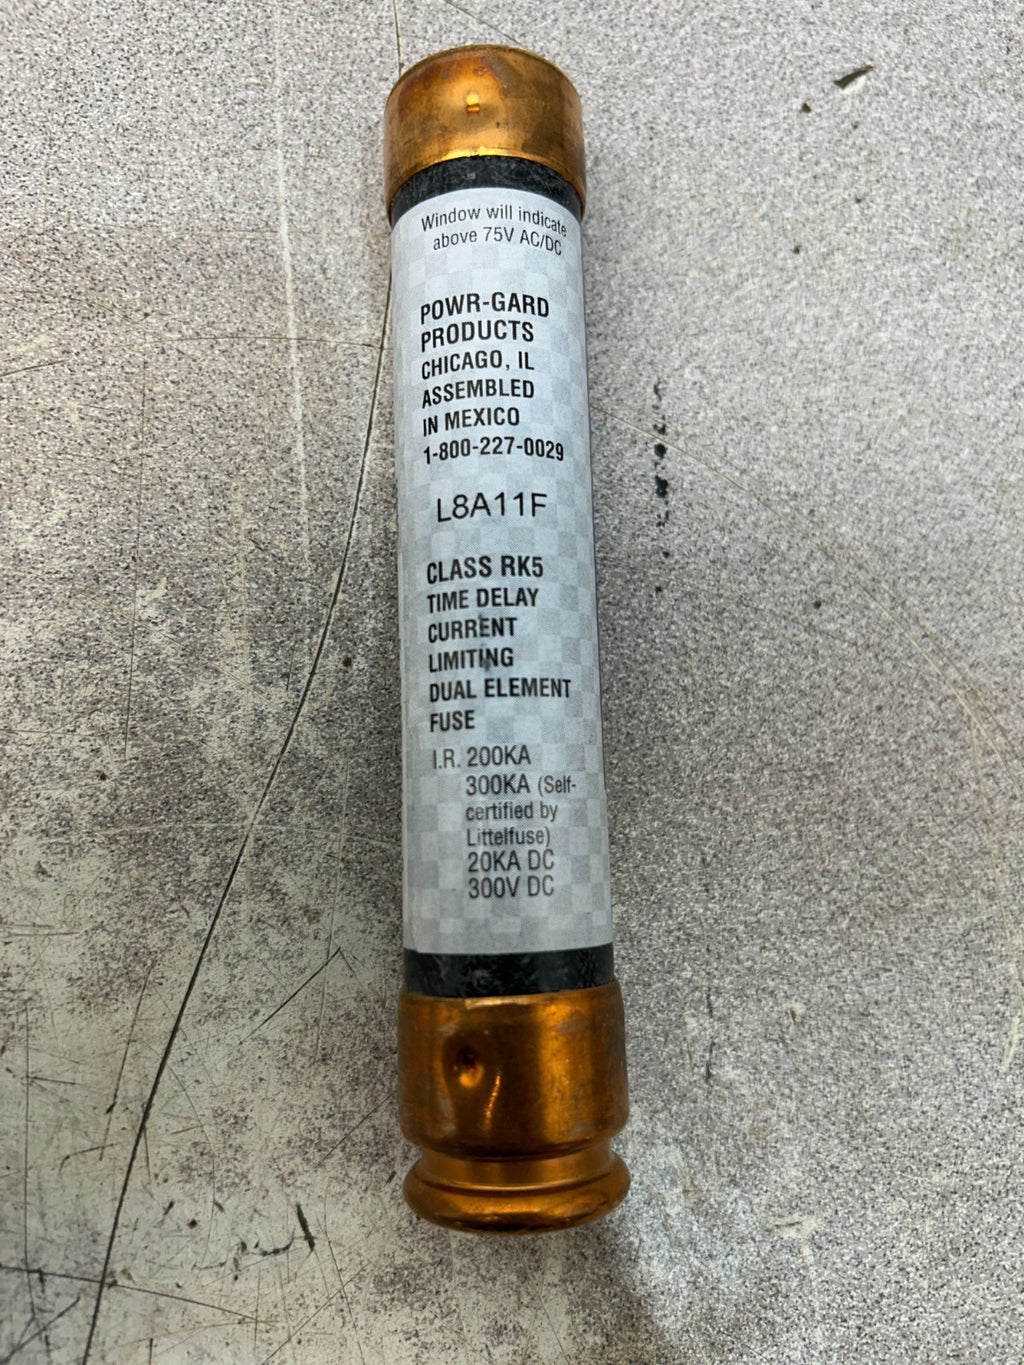 Window will indicate
above 75V AC/DC
POWR-GARD
PRODUCTS
CHICAGO, IL
ASSEMBLED
IN MEXICO
1-800-227-0029
L8A11F
CLASS RK5
TIME DELAY
CURRENT
LIMITING
DUAL ELEMENT
FUSE
I.R. 200KA
300KA (Self-
certified by
Littelfuse)
20KA DC
300V DC